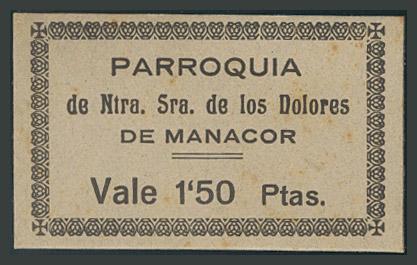 PARROQUIA
de Ntra. Sra. de los Dolores
DE MANACOR
Vale 1'50 Ptas.